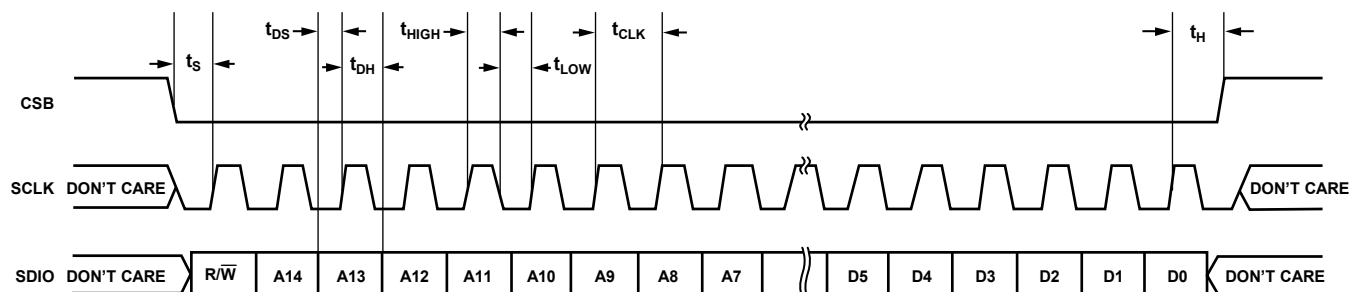 tDS
tHIGH
tCLK
tH
tS
tDH
tLOW
CSB
SCLK DON'T CARE
DON'T CARE
SDIO DON'T CARE R/W̅ A14 A13 A12 A11 A10 A9 A8 A7 D5 D4 D3 D2 D1 D0 DON'T CARE